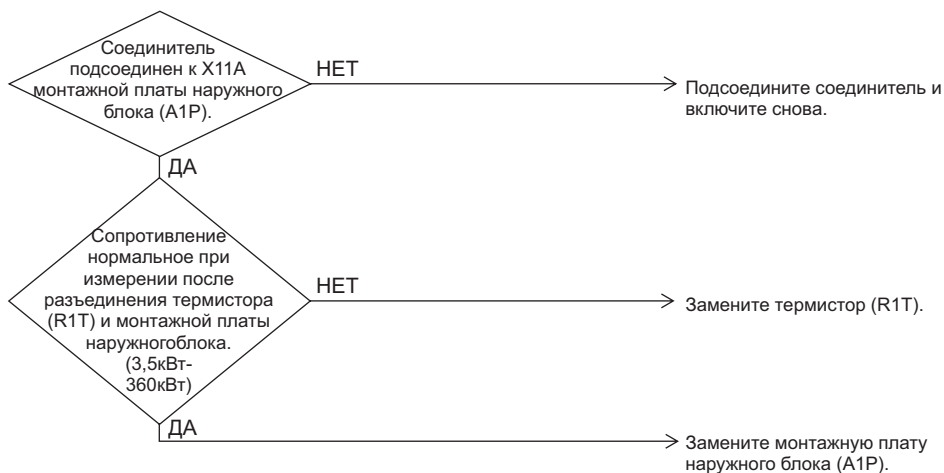 Соединитель
подсоединен к X11A
монтажной платы наружного
блока (A1P).
НЕТ
Подсоедините соединитель и
включите снова.
ДА
Сопротивление
нормальное при
измерении после
разъединения термистора
(R1T) и монтажной платы
наружногоблока.
(3,5кВт-
360кВт)
НЕТ
Замените термистор (R1T).
ДА
Замените монтажную плату
наружного блока (A1P).